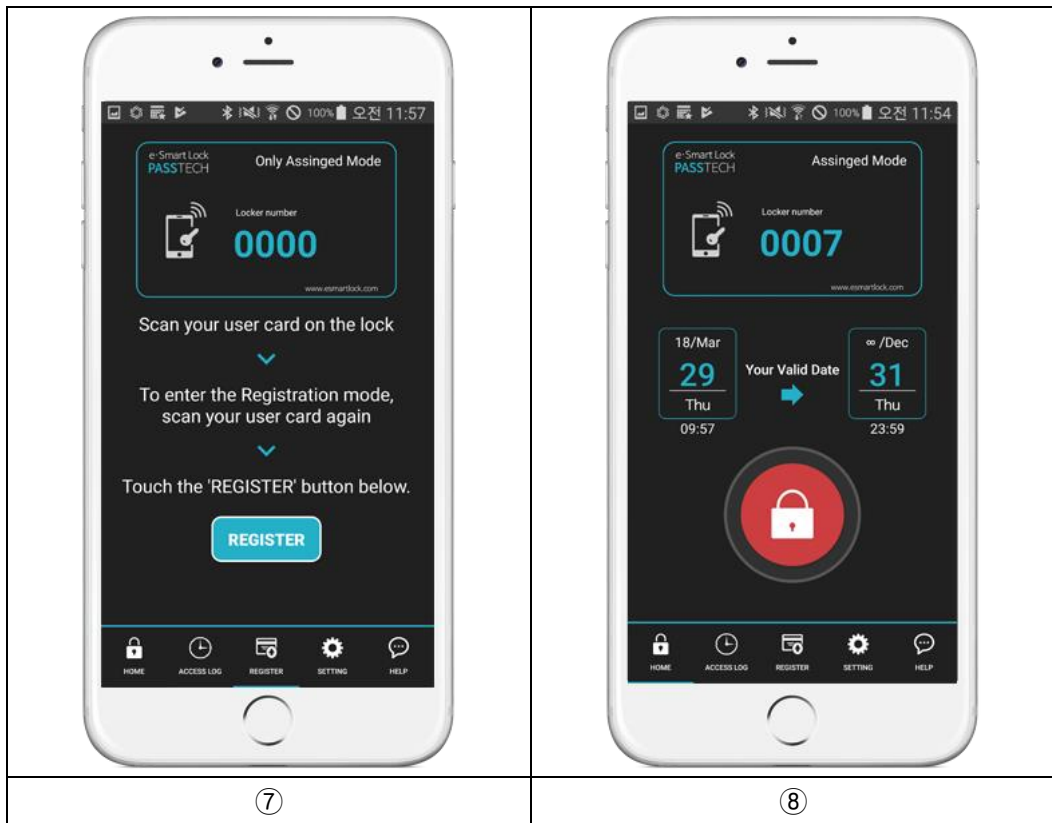 100% 오전 11:57
e·Smart Lock
PASSTECH
Only Assinged Mode
Locker number
0000
www.esmartlock.com
Scan your user card on the lock
To enter the Registration mode,
scan your user card again
Touch the 'REGISTER' button below.
REGISTER
HOME ACCESS LOG REGISTER SETTING HELP
⑦
100% 오전 11:54
e·Smart Lock
PASSTECH
Assinged Mode
Locker number
0007
www.esmartlock.com
18/Mar
29
Thu
09:57
Your Valid Date
∞ /Dec
31
Thu
23:59
HOME ACCESS LOG REGISTER SETTING HELP
⑧